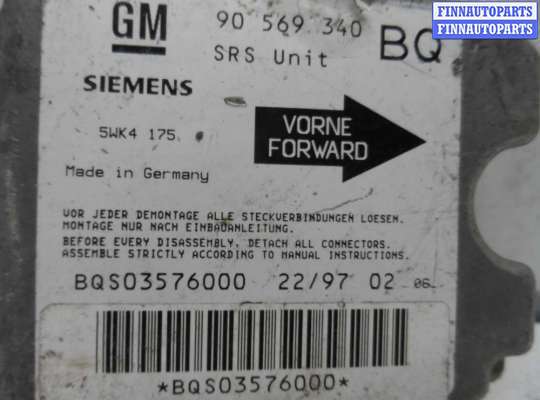 FINNAUTOPARTS
FINNAUTOPARTS
FINNAUTOPARTS
GM
90 569 340
BQ
SRS Unit
SIEMENS
5WK4 175
VORNE
FORWARD
Made in Germany
VOR JEDER DEMONTAGE ALLE STECKVERBINDUNGEN LOESEN.
MONTAGE NUR NACH EINBAUANLEITUNG.
BEFORE EVERY DISASSEMBLY, DETACH ALL CONNECTORS.
ASSEMBLE STRICTLY ACCORDING TO MANUAL INSTRUCTIONS.
BQS03576000 22/97 02 06
*BQS03576000*